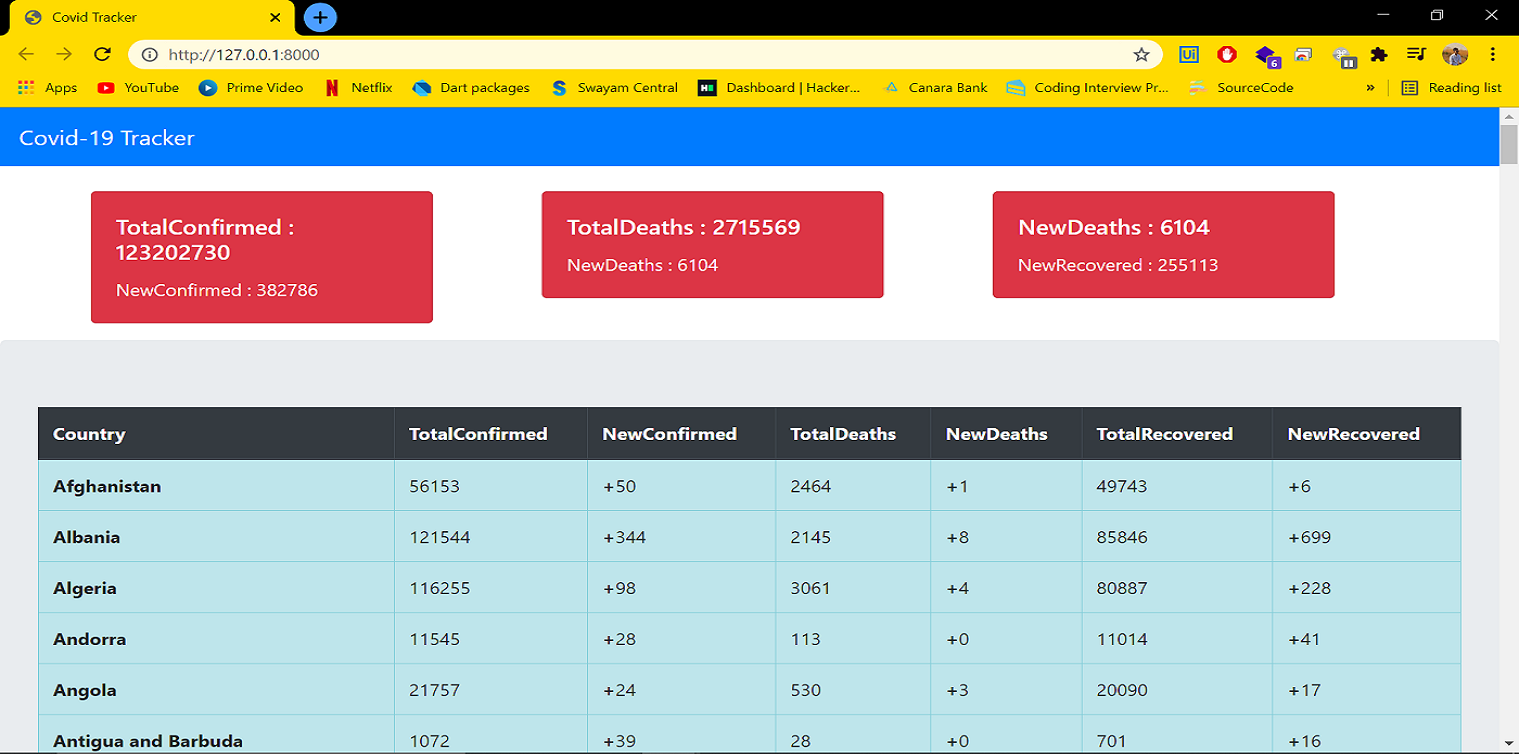 Covid Tracker
http://127.0.0.1:8000
Ui
6
Apps YouTube Prime Video Netflix Dart packages Swayam Central Dashboard | Hacker... Canara Bank Coding Interview Pr... SourceCode » Reading list
Covid-19 Tracker
TotalConfirmed :
123202730
NewConfirmed : 382786
TotalDeaths : 2715569
NewDeaths : 6104
NewDeaths : 6104
NewRecovered : 255113
Country TotalConfirmed NewConfirmed TotalDeaths NewDeaths TotalRecovered NewRecovered
Afghanistan 56153 +50 2464 +1 49743 +6
Albania 121544 +344 2145 +8 85846 +699
Algeria 116255 +98 3061 +4 80887 +228
Andorra 11545 +28 113 +0 11014 +41
Angola 21757 +24 530 +3 20090 +17
Antigua and Barbuda 1072 +39 28 +0 701 +16